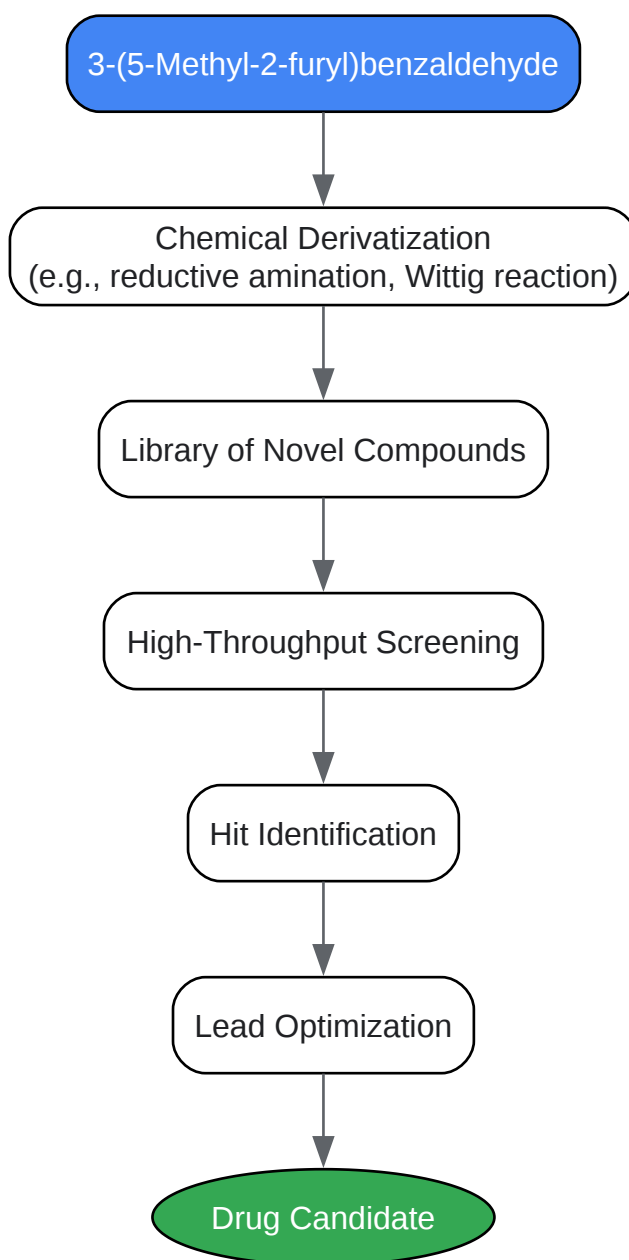 3-(5-Methyl-2-furyl)benzaldehyde
Chemical Derivatization
(e.g., reductive amination, Wittig reaction)
Library of Novel Compounds
High-Throughput Screening
Hit Identification
Lead Optimization
Drug Candidate